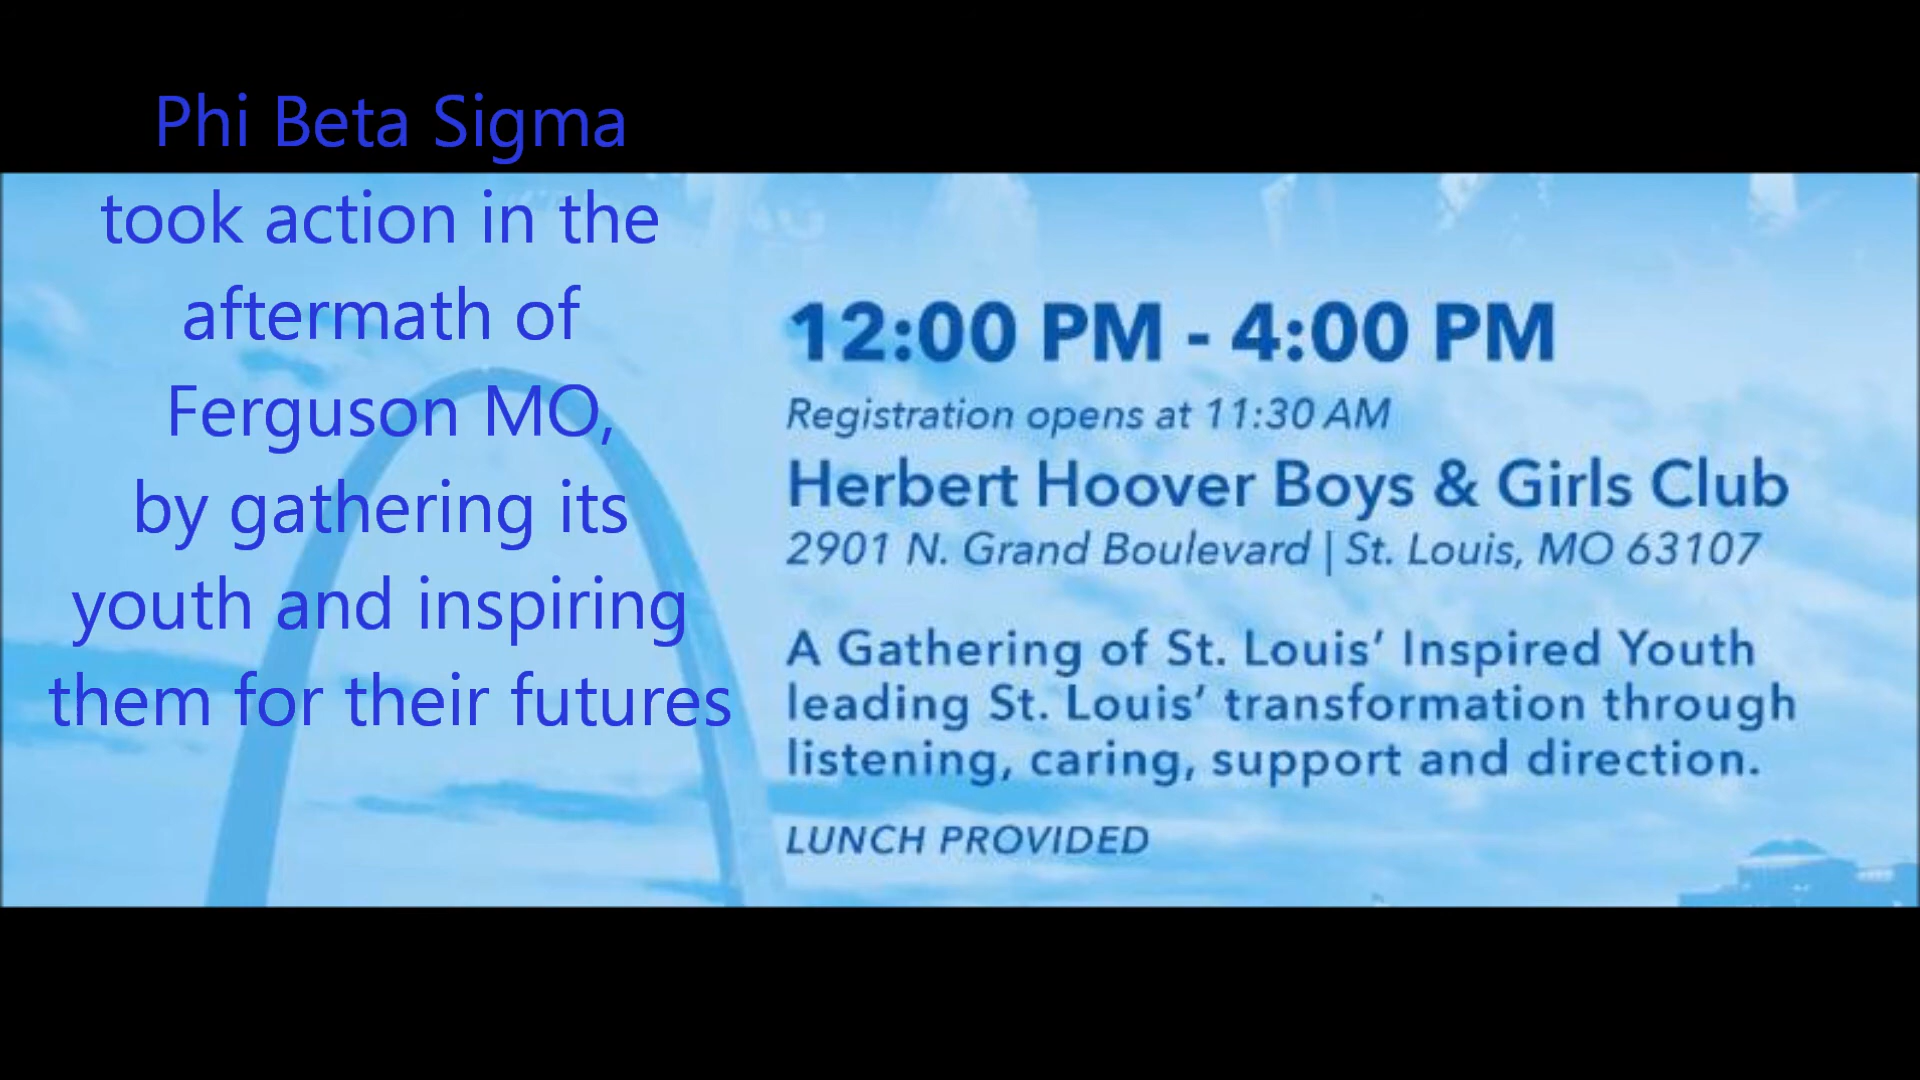 Phi Beta Sigma
took action in the
aftermath of
Ferguson MO,
by gathering its
youth and inspiring
them for their futures
12:00 PM - 4:00 PM
Registration opens at 11:30 AM
Herbert Hoover Boys & Girls Club
2901 N. Grand Boulevard | St. Louis, MO 63107
A Gathering of St. Louis’ Inspired Youth
leading St. Louis’ transformation through
listening, caring, support and direction.
LUNCH PROVIDED